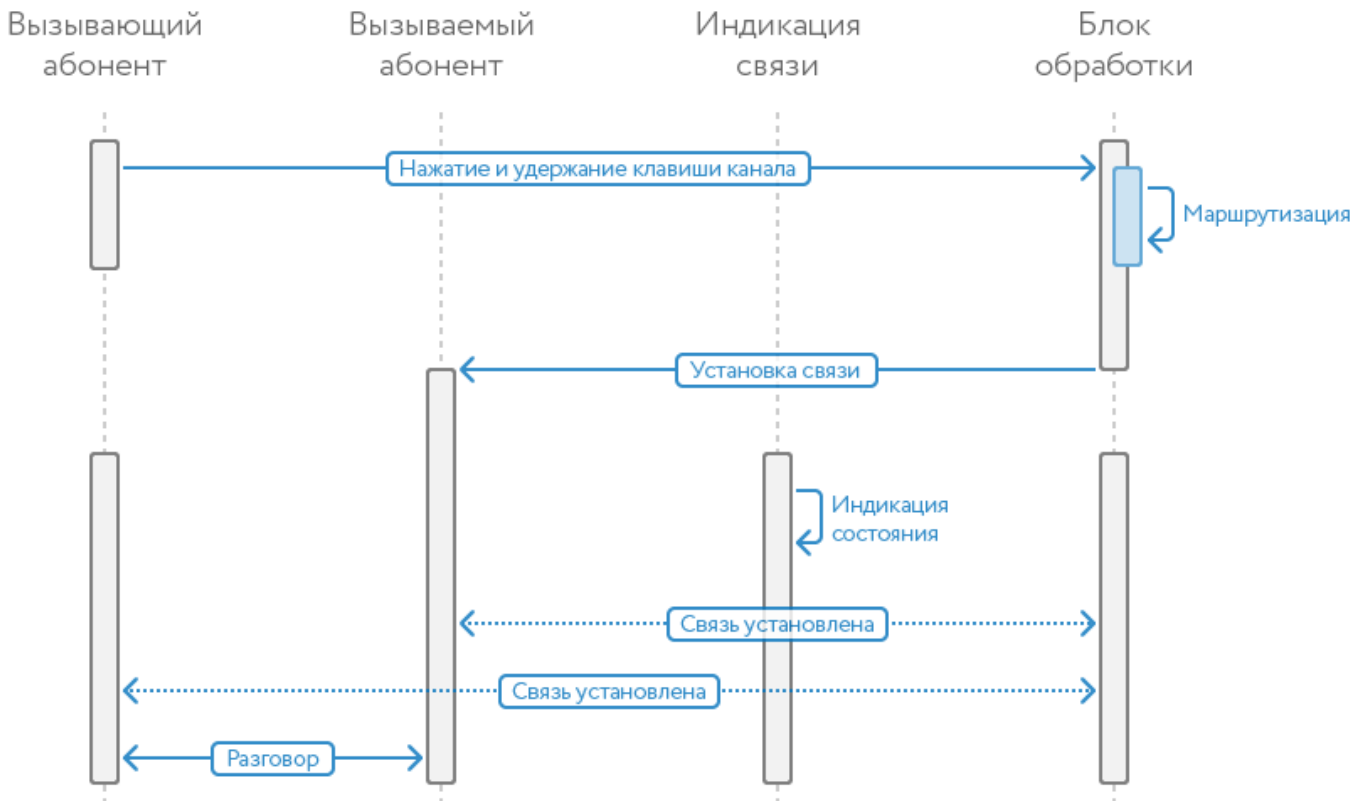 Вызывающий
абонент
Вызываемый
абонент
Индикация
связи
Блок
обработки
Нажатие и удержание клавиши канала
Маршрутизация
Установка связи
Индикация
состояния
Связь установлена
Связь установлена
Разговор